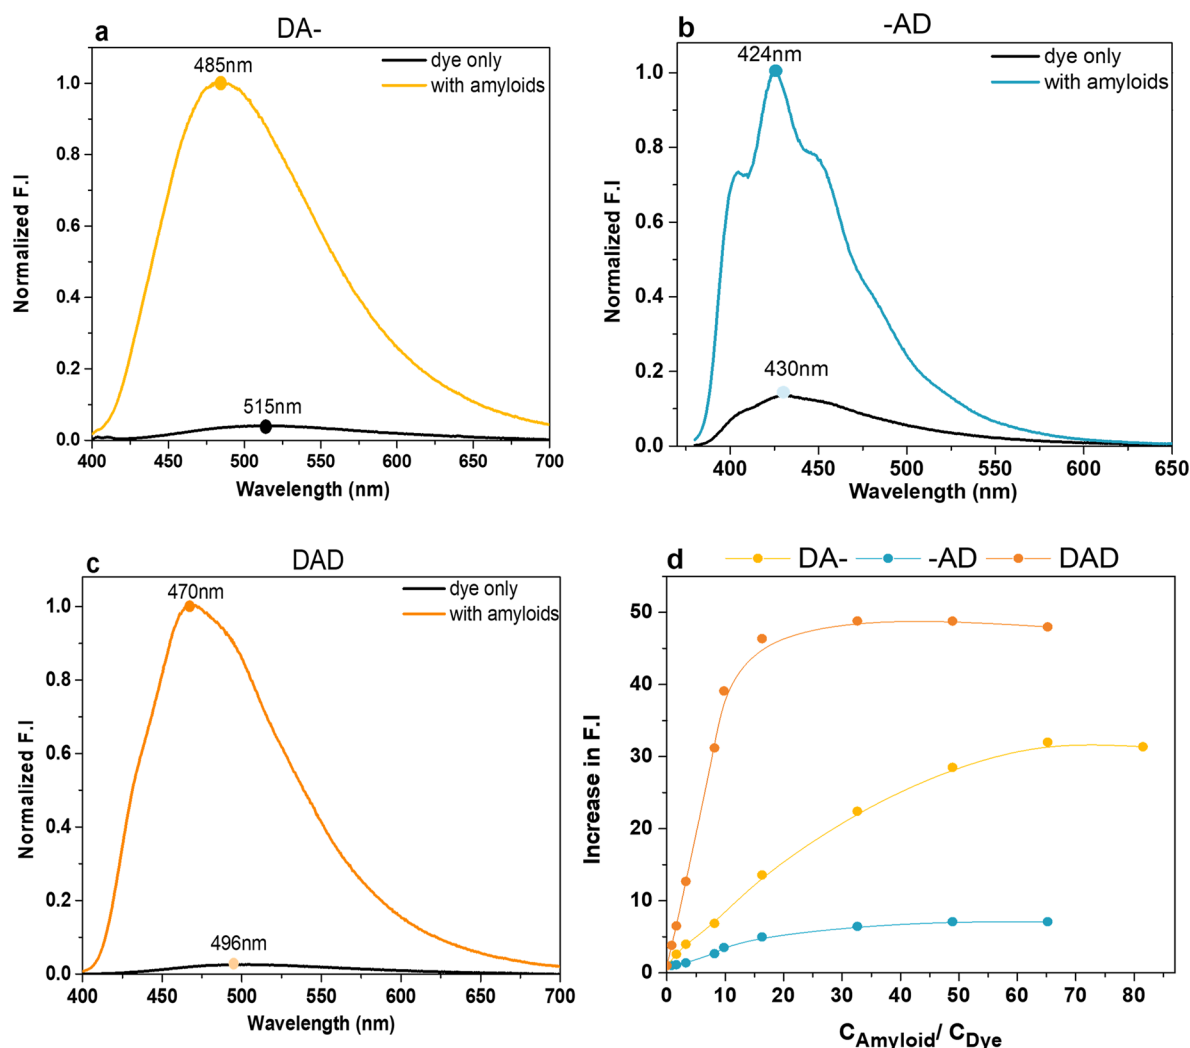 a
DA-
485nm
dye only
with amyloids
515nm
1.0
0.8
0.6
0.4
0.2
0.0
400
450
500
550
600
650
700
Normalized F.I
Wavelength (nm)
b
-AD
424nm
dye only
with amyloids
430nm
1.0
0.8
0.6
0.4
0.2
0.0
400
450
500
550
600
650
Normalized F.I
Wavelength (nm)
c
DAD
470nm
dye only
with amyloids
496nm
1.0
0.8
0.6
0.4
0.2
0.0
400
450
500
550
600
650
700
Normalized F.I
Wavelength (nm)
d
DA-
-AD
DAD
50
40
30
20
10
0
0
10
20
30
40
50
60
70
80
Increase in F.I
CAmyloid/ CDye